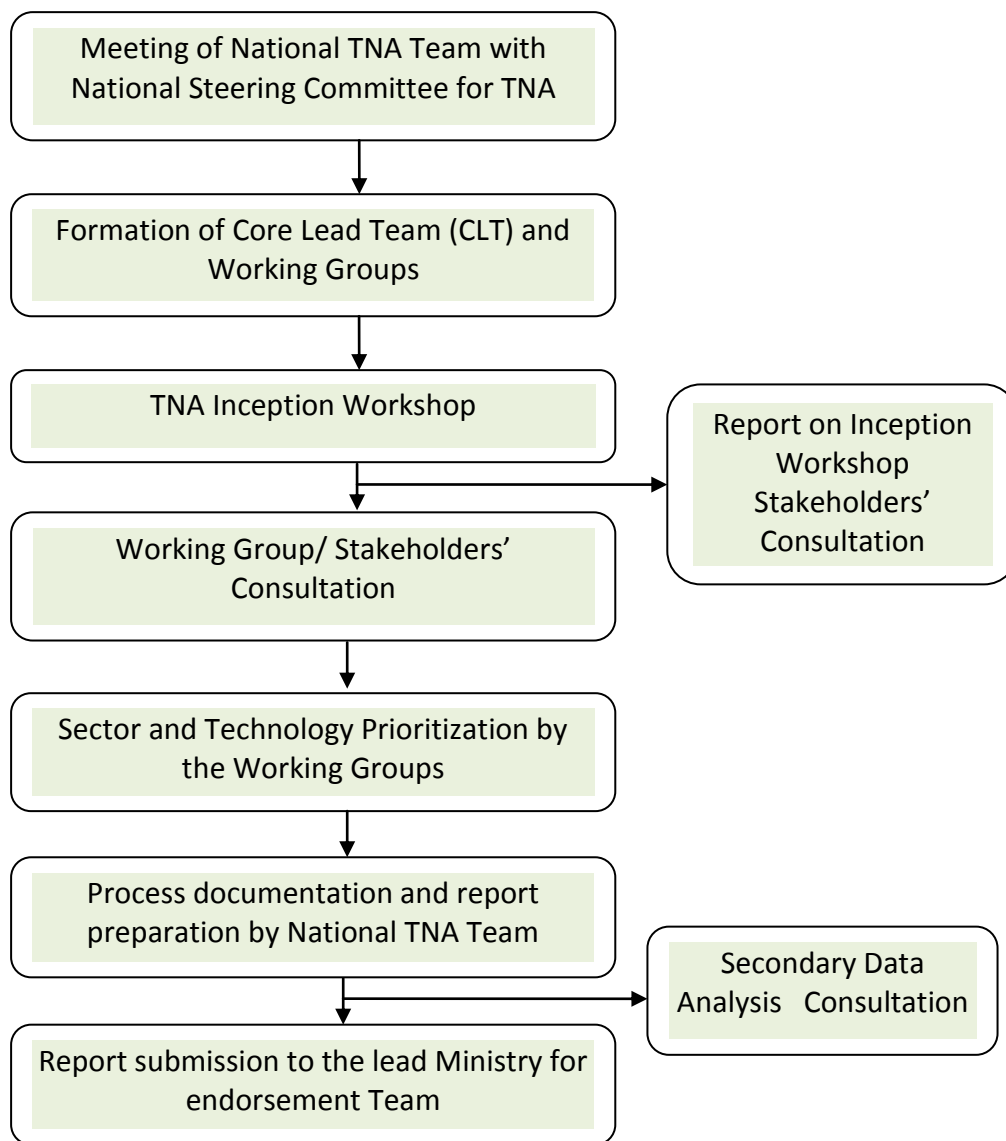 Meeting of National TNA Team with
National Steering Committee for TNA
Formation of Core Lead Team (CLT) and
Working Groups
TNA Inception Workshop
Report on Inception
Workshop
Stakeholders’
Consultation
Working Group/ Stakeholders’
Consultation
Sector and Technology Prioritization by
the Working Groups
Process documentation and report
preparation by National TNA Team
Secondary Data
Analysis Consultation
Report submission to the lead Ministry for
endorsement Team